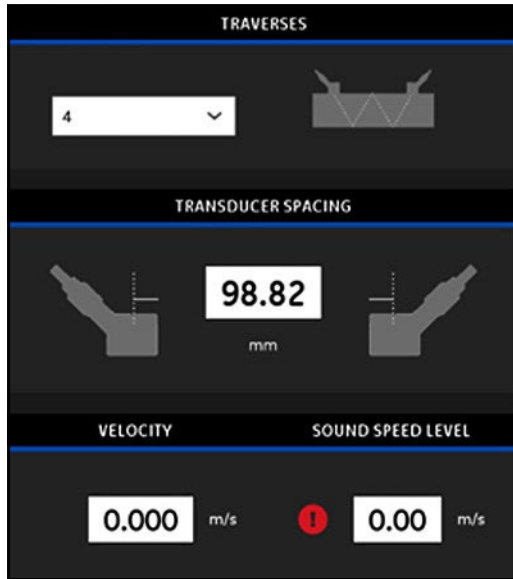 TRAVERSES
4
TRANSDUCER SPACING
98.82
mm
VELOCITY SOUND SPEED LEVEL
0.000 m/s ! 0.00 m/s